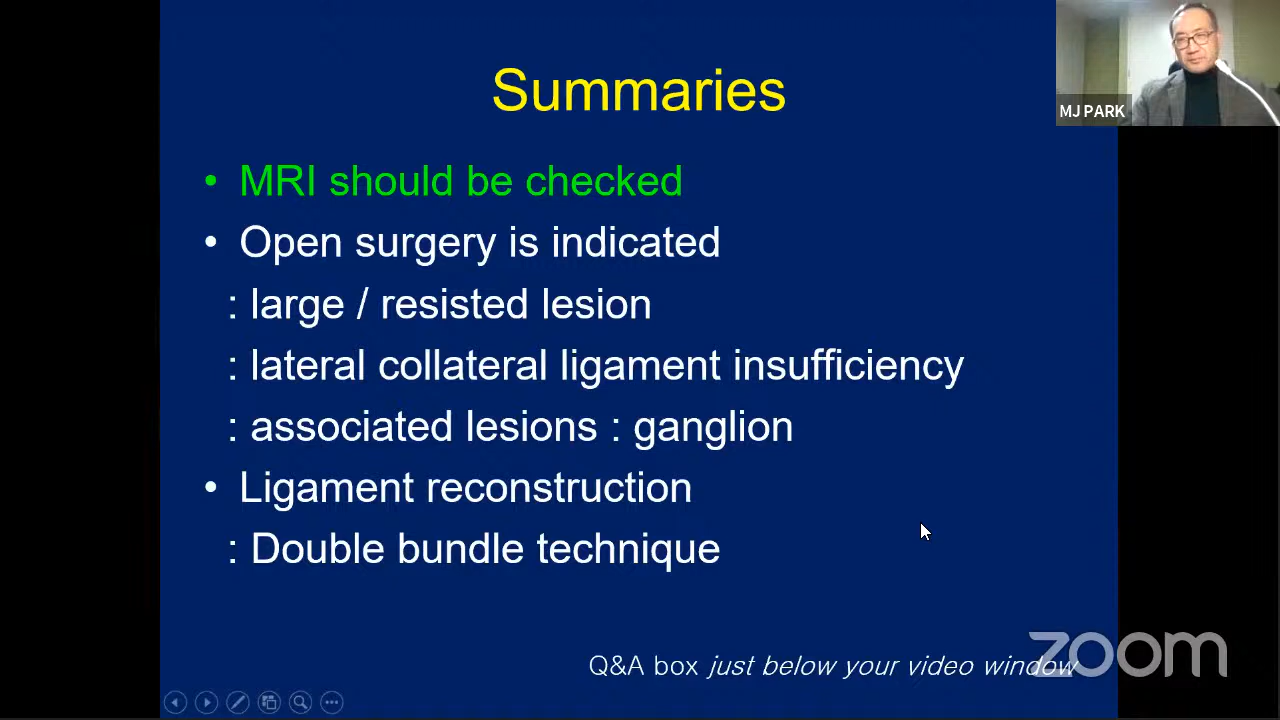 Summaries
MJ PARK
• MRI should be checked
• Open surgery is indicated
: large / resisted lesion
: lateral collateral ligament insufficiency
: associated lesions : ganglion
• Ligament reconstruction
: Double bundle technique
Q&A box just below your video window
zoom